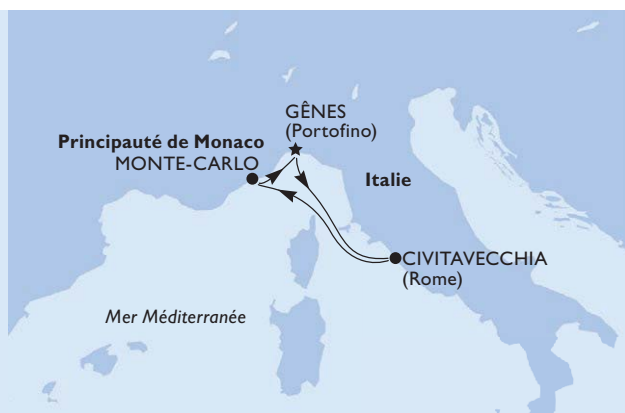 GÊNES
(Portofino)
Principauté de Monaco
MONTE-CARLO
Italie
CIVITAVECCHIA
(Rome)
Mer Méditerranée